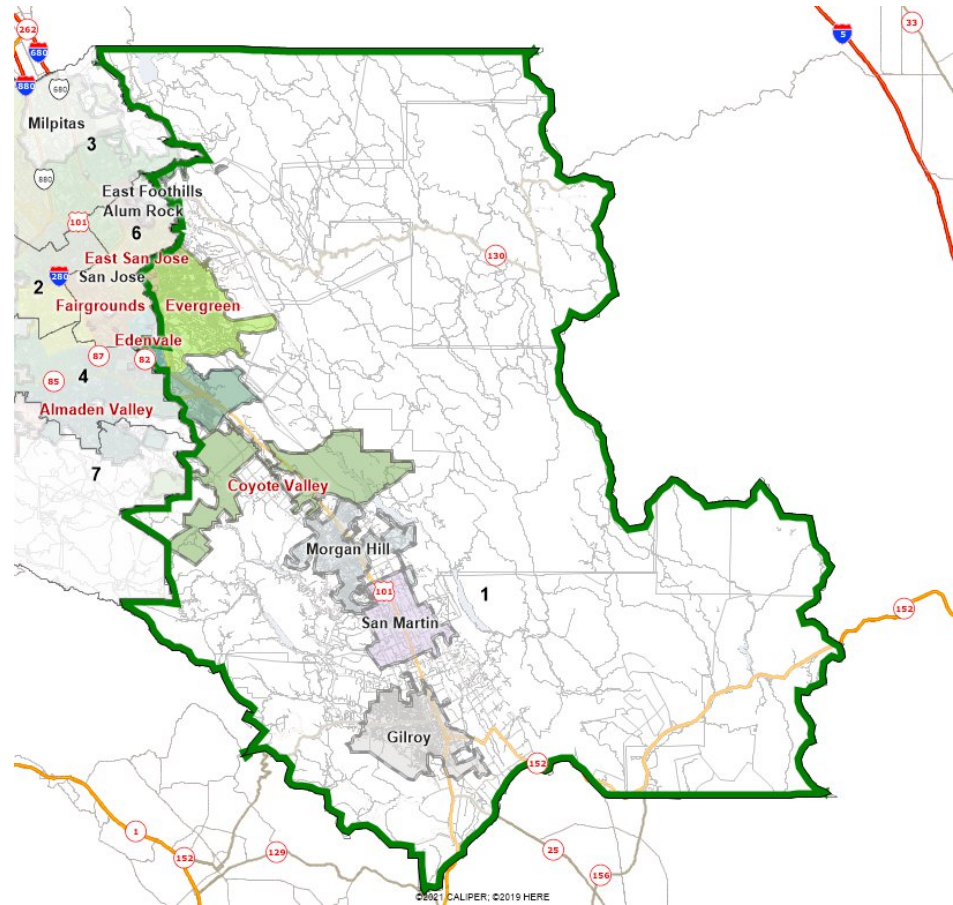 262
680
33
5
880
680
Milpitas
3
880
East Foothills
Alum Rock
101
6
130
East San Jose
280
San Jose
2
Fairgrounds
Evergreen
Edenvale
87
82
85
4
Almaden Valley
7
Coyote Valley
Morgan Hill
101
1
San Martin
152
Gilroy
152
1
152
129
25
156
©2021 CALIPER; ©2019 HERE